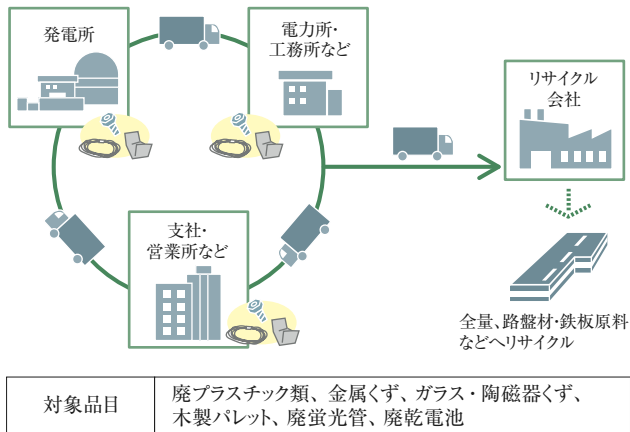 発電所
電力所・
工務所など
リサイクル
会社
支社・
営業所など
全量、路盤材・鉄板原料
などへリサイクル
対象品目
廃プラスチック類、金属くず、ガラス・陶磁器くず、
木製パレット、廃蛍光管、廃乾電池